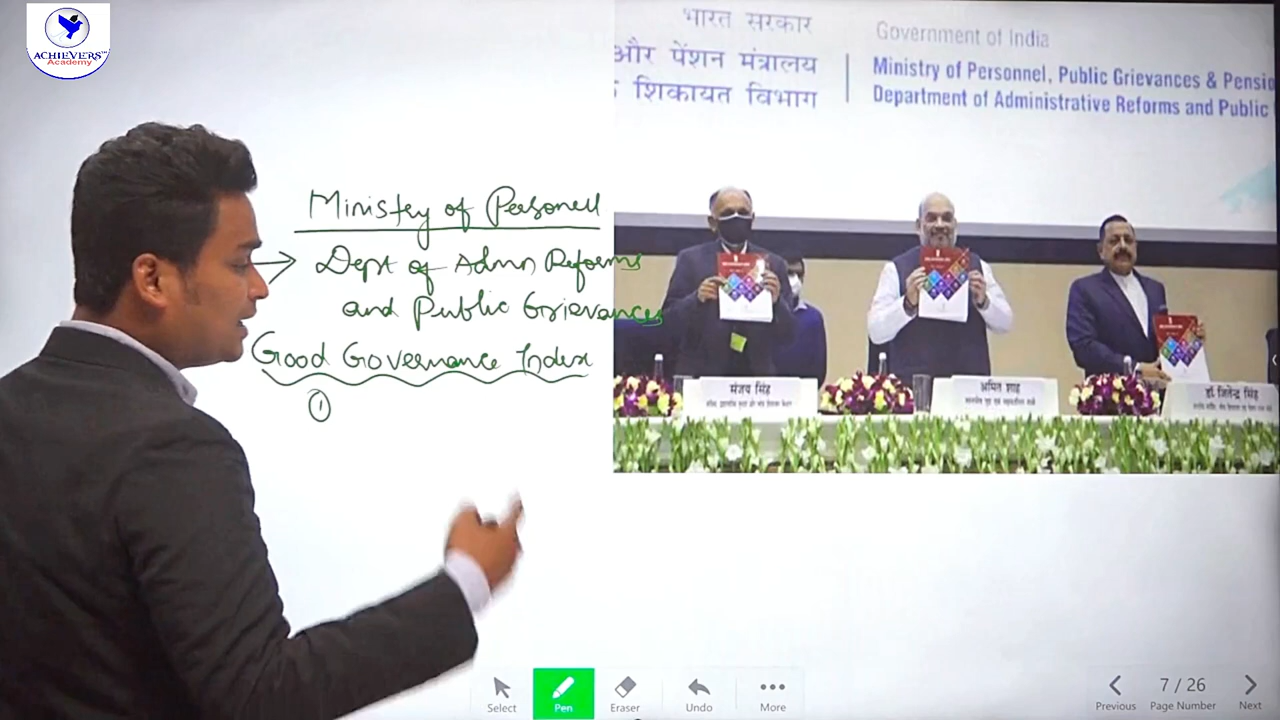 ACHIEVERS™
Academy
भारत सरकार
और पेंशन मंत्रालय
शिकायत विभाग
Government of India
Ministry of Personnel, Public Grievances & Pensio
Department of Administrative Reforms and Public
Ministry of Personell
→ Dept of Admn Reforms
and Public Grievances
Good Governance Index
①
संजय सिंह
अमित शाह
डॉ. जितेन्द्र सिंह
Select
Pen
Eraser
Undo
More
Previous
7 / 26
Page Number
Next